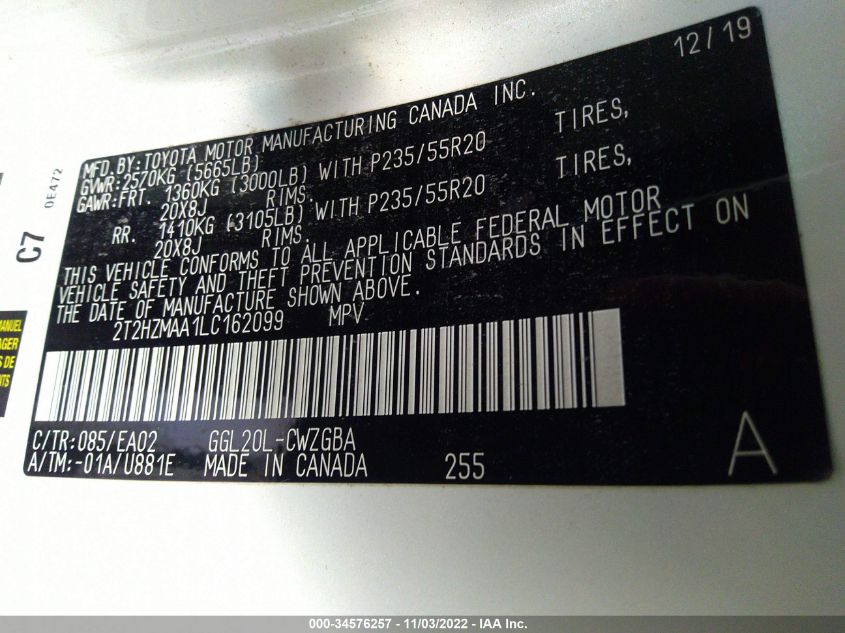 12/19
MFD.BY:TOYOTA MOTOR MANUFACTURING CANADA INC.
GVWR:2570KG (5665LB)
GAWR:FRT. 1360KG (3000LB) WITH P235/55R20 TIRES,
20X8J RIMS.
RR. 1410KG (3105LB) WITH P235/55R20 TIRES,
20X8J RIMS.
THIS VEHICLE CONFORMS TO ALL APPLICABLE FEDERAL MOTOR
VEHICLE SAFETY AND THEFT PREVENTION STANDARDS IN EFFECT ON
THE DATE OF MANUFACTURE SHOWN ABOVE.
2T2HZMAA1LC162099 MPV
C/TR:085/EA02 GGL20L-CWZGBA
A/TM:-01A/U881E MADE IN CANADA 255 A
C7 0E472
MANUEL
000-34576257 - 11/03/2022 - IAA Inc.